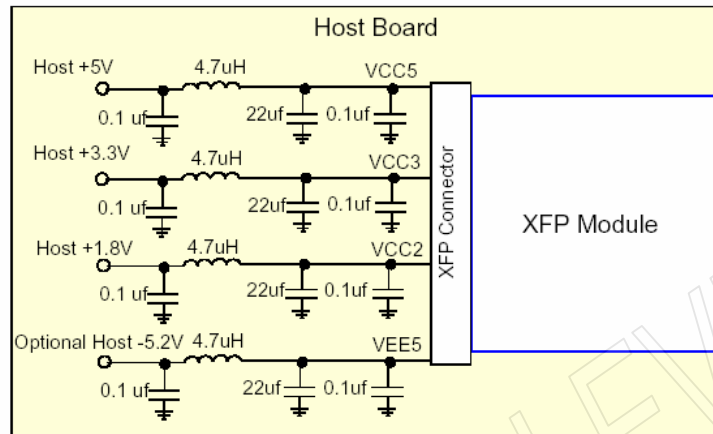 Host Board
Host +5V
4.7uH
VCC5
0.1 uf
22uf
0.1uf
Host +3.3V
4.7uH
VCC3
0.1 uf
22uf
0.1uf
Host +1.8V
4.7uH
VCC2
0.1 uf
22uf
0.1uf
Optional Host -5.2V
4.7uH
VEE5
0.1 uf
22uf
0.1uf
XFP Connector
XFP Module